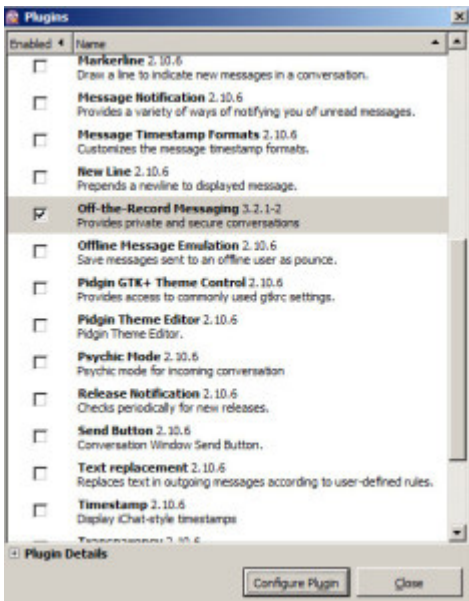 Plugins
Enabled Name
Markerline 2.10.6
Draw a line to indicate new messages in a conversation.
Message Notification 2.10.6
Provides a variety of ways of notifying you of unread messages.
Message Timestamp Formats 2.10.6
Customizes the message timestamp formats.
New Line 2.10.6
Prepends a newline to displayed message.
Off-the-Record Messaging 3.2.1-2
Provides private and secure conversations
Offline Message Emulation 2.10.6
Save messages sent to an offline user as pounce.
Pidgin GTK+ Theme Control 2.10.6
Provides access to commonly used gtkrc settings.
Pidgin Theme Editor 2.10.6
Pidgin Theme Editor.
Psychic Mode 2.10.6
Psychic mode for incoming conversation
Release Notification 2.10.6
Checks periodically for new releases.
Send Button 2.10.6
Conversation Window Send Button.
Text replacement 2.10.6
Replaces text in outgoing messages according to user-defined rules.
Timestamp 2.10.6
Display iChat-style timestamps
Transparency 2.10.6
Plugin Details
Configure Plugin Close